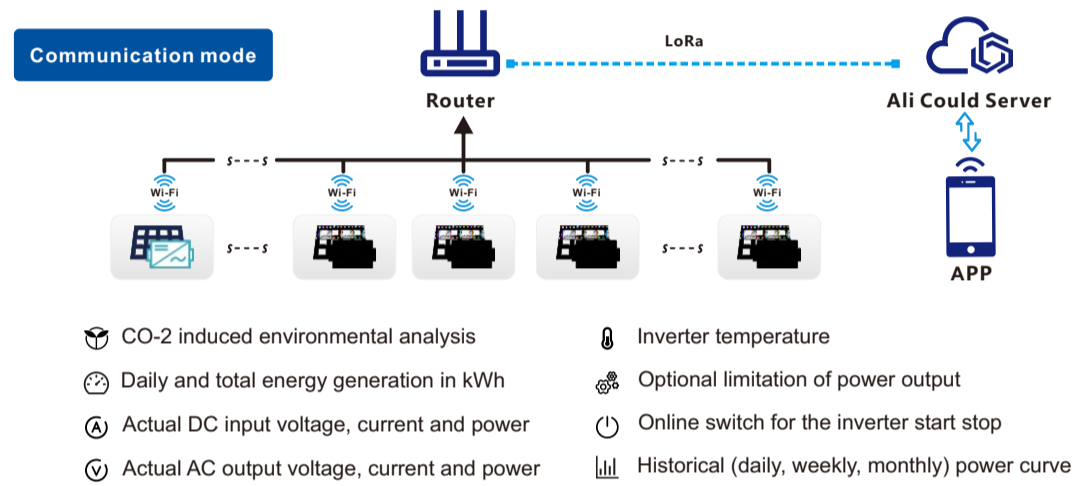 Communication mode
LoRa
Router
Ali Could Server
S---S
S---S
Wi-Fi
Wi-Fi
Wi-Fi
Wi-Fi
Wi-Fi
S---S
S---S
APP
CO-2 induced environmental analysis
Inverter temperature
Daily and total energy generation in kWh
Optional limitation of power output
A Actual DC input voltage, current and power
Online switch for the inverter start stop
V Actual AC output voltage, current and power
Historical (daily, weekly, monthly) power curve